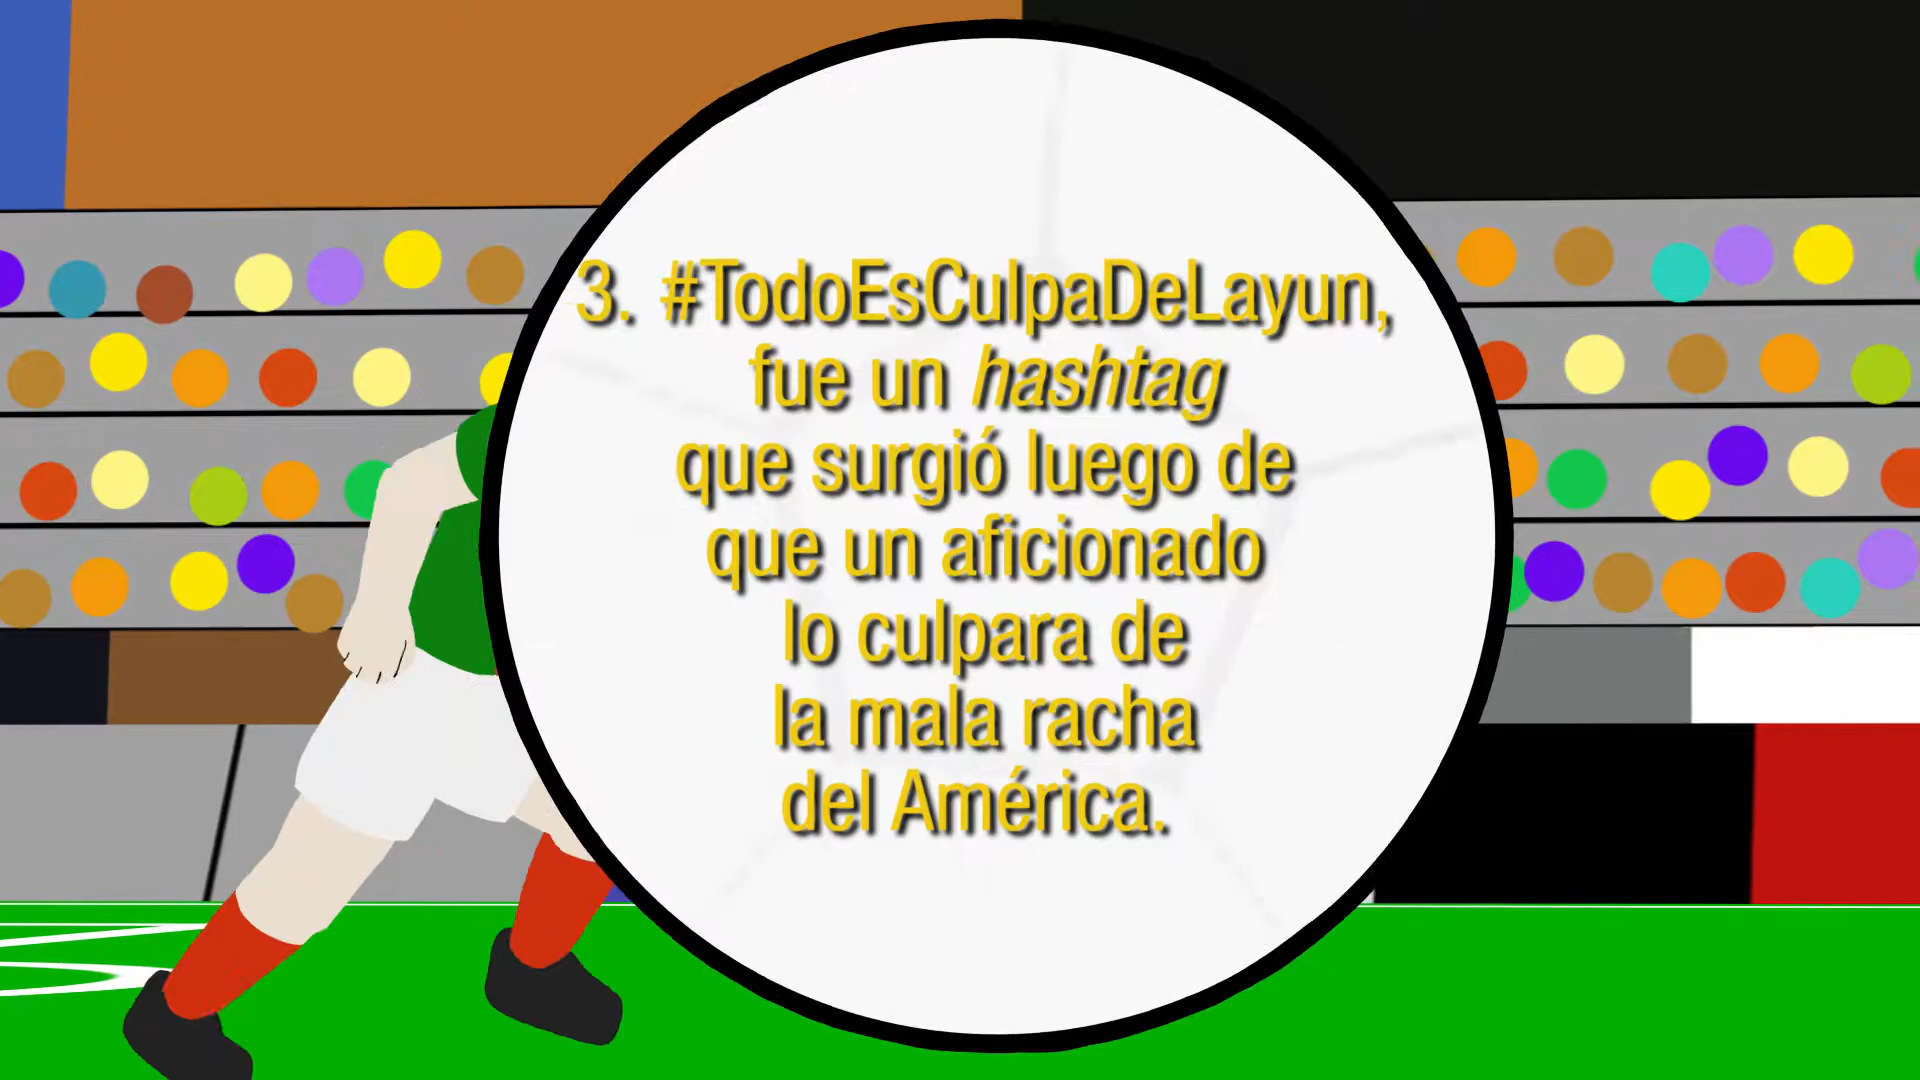 3. #TodoEsCulpaDeLayun,
fue un hashtag
que surgió luego de
que un aficionado
lo culpara de
la mala racha
del América.